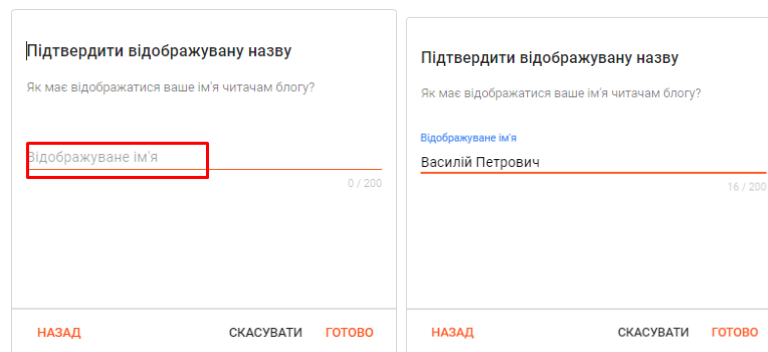 Підтвердити відображувану назву
Як має відображатися ваше ім'я читачам блогу?
Відображуване ім'я
0 / 200
НАЗАД СКАСУВАТИ ГОТОВО
Підтвердити відображувану назву
Як має відображатися ваше ім'я читачам блогу?
Відображуване ім'я
Василій Петрович
16 / 200
НАЗАД СКАСУВАТИ ГОТОВО